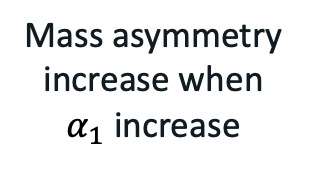 Mass asymmetry
increase when
𝛼₁ increase